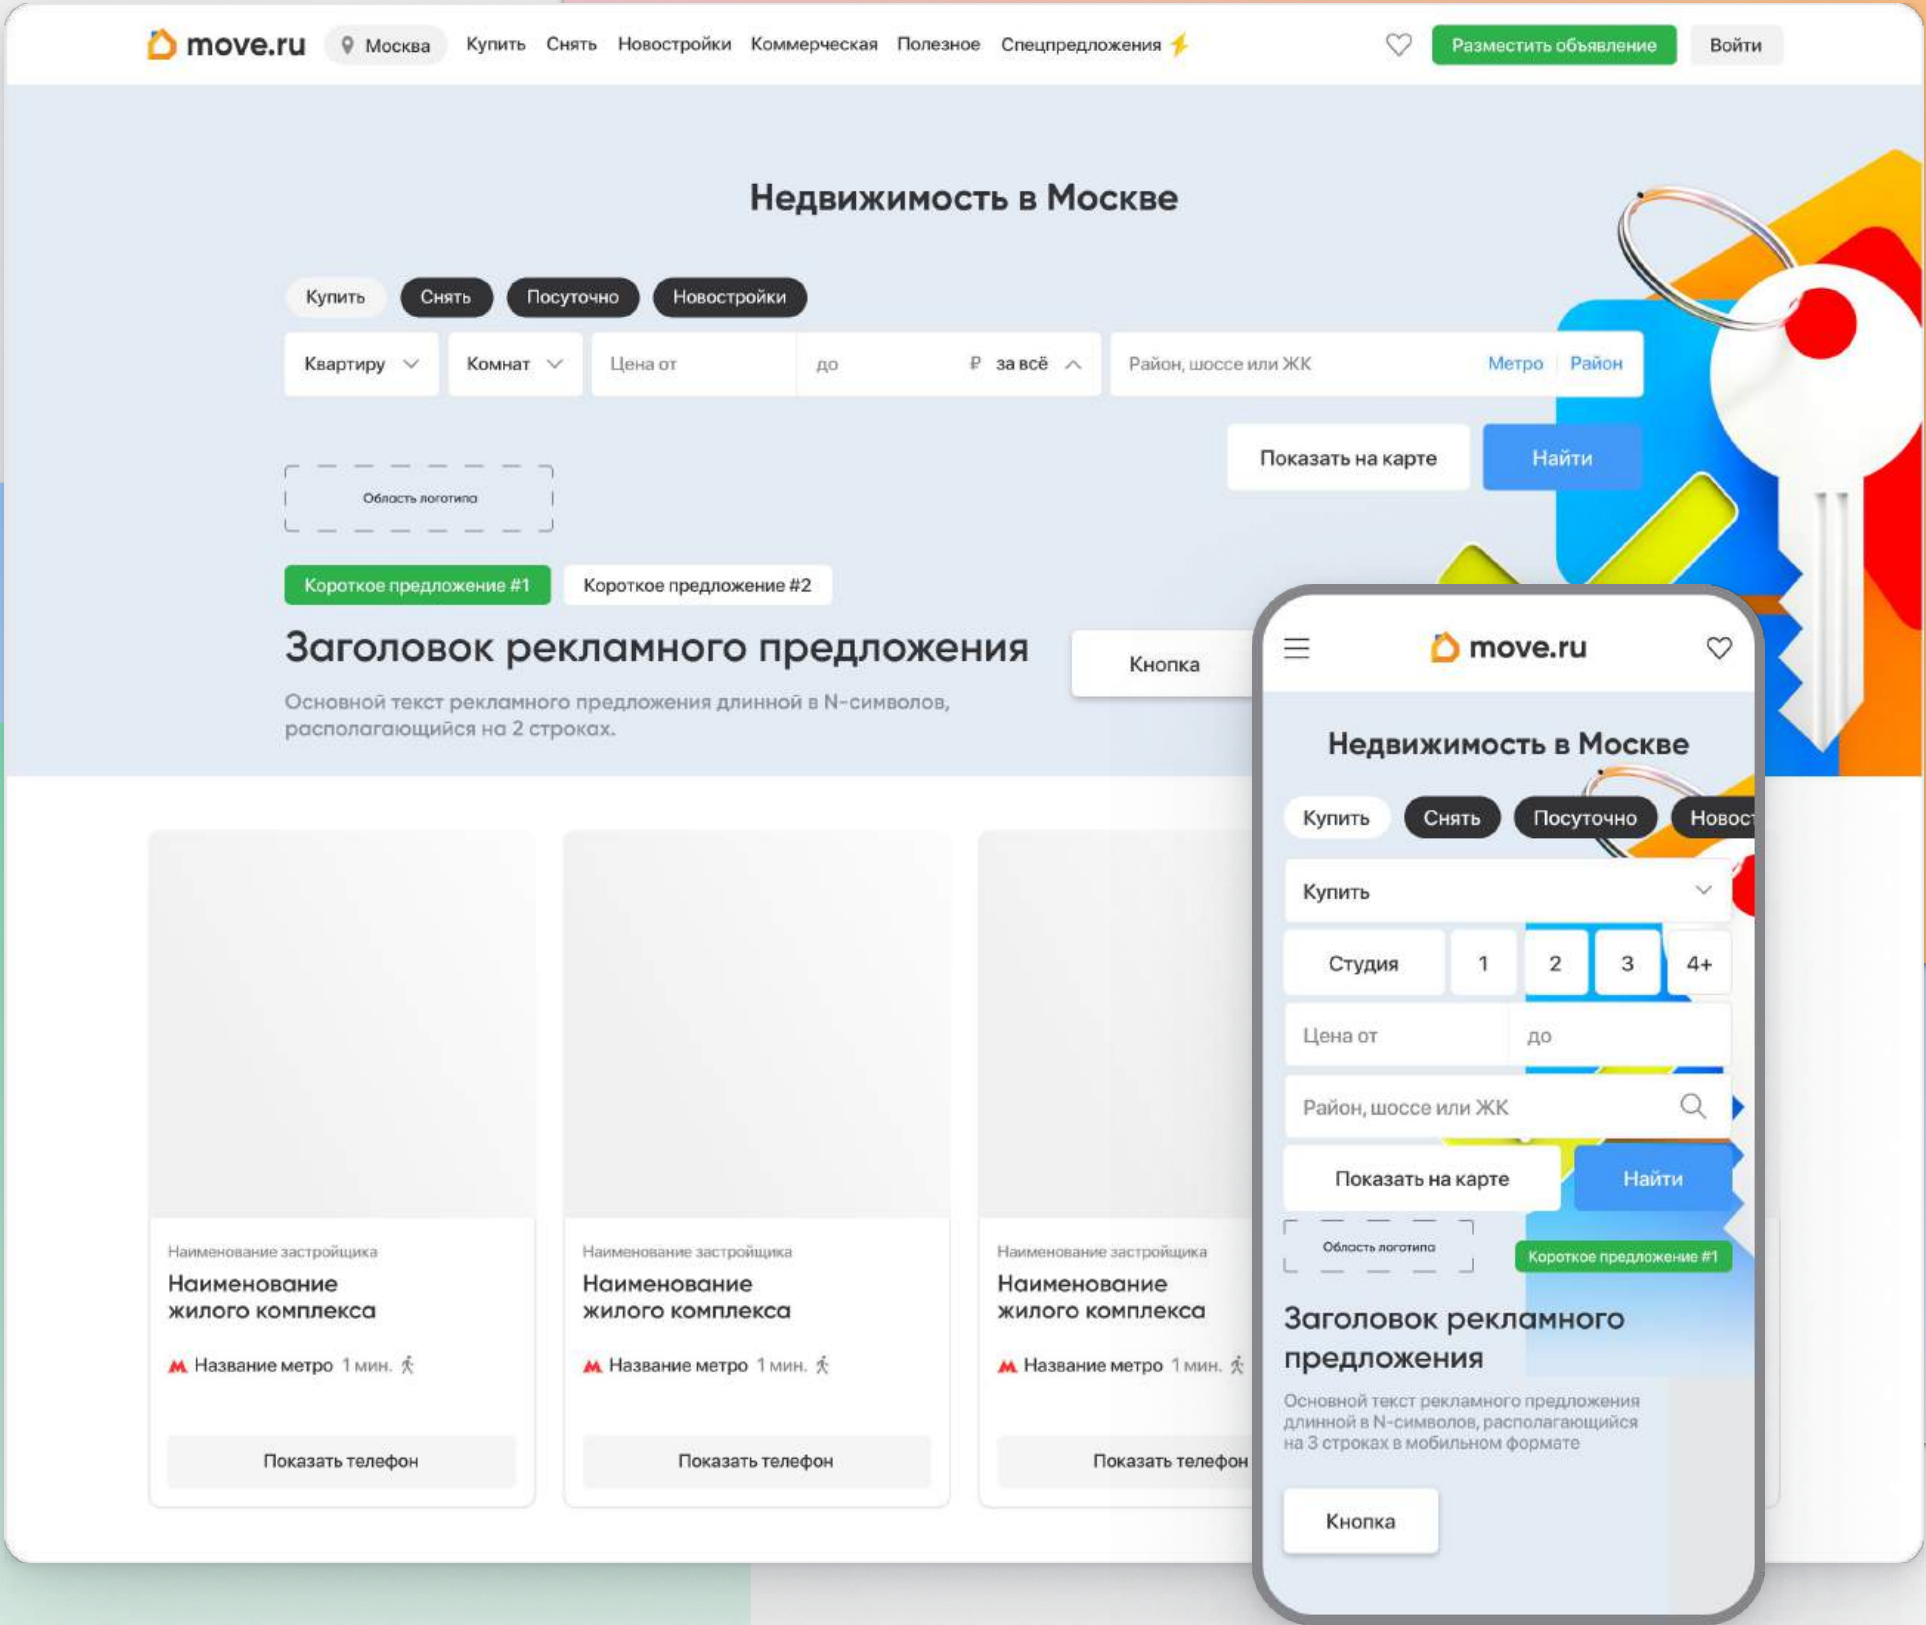 move.ru
Москва
Купить Снять Новостройки Коммерческая Полезное Спецпредложения
Разместить объявление
Войти
Недвижимость в Москве
Купить Снять Посуточно Новостройки
Квартиру Комнат Цена от до ₽ за всё Район, шоссе или ЖК Метро Район
Показать на карте Найти
Область логотипа
Короткое предложение #1 Короткое предложение #2
Заголовок рекламного предложения
Кнопка
Основной текст рекламного предложения длинной в N-символов,
располагающийся на 2 строках.
Наименование застройщика
Наименование
жилого комплекса
Название метро 1 мин.
Показать телефон
Наименование застройщика
Наименование
жилого комплекса
Название метро 1 мин.
Показать телефон
Наименование застройщика
Наименование
жилого комплекса
Название метро 1 мин.
Показать телефон
move.ru
Недвижимость в Москве
Купить Снять Посуточно Новост
Купить
Студия 1 2 3 4+
Цена от до
Район, шоссе или ЖК
Показать на карте Найти
Область логотипа
Короткое предложение #1
Заголовок рекламного
предложения
Основной текст рекламного предложения
длинной в N-символов, располагающийся
на 3 строках в мобильном формате
Кнопка